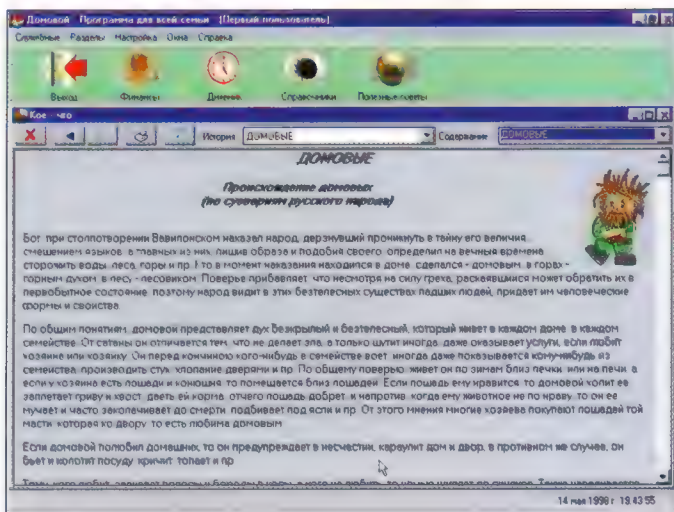 Домовой Программа для всей семьи [Первый пользователь]
Служебные Разделы Настройка Окна Справка
Выход Финансы Дневник Справочники Полезные советы
Кое - что
История ДОМОВЫЕ Содержание ДОМОВЫЕ
ДОМОВЫЕ
Происхождение домовых
(по суевериям русского народа)
Бог при столпотворении Вавилонском наказал народ, дерзнувший проникнуть в тайну его величия,
смешением языков, а главных из них, лишив образа и подобия своего, определил на вечные времена
сторожить воды, леса, горы и пр. то в момент наказания находился в доме, сделался - домовым, в горах -
горным духом, в лесу - лесовиком. Поверье прибавляет, что несмотря на силу греха, раскаявшийся может обратить их в
первобытное состояние, поэтому народ видит в этих бестелесных существах падших людей, придает им человеческие
формы и свойства.
По общим понятиям, домовой представляет дух бескрылый и безтелесный, который живет в каждом доме, в каждом
семействе. От сатаны он отличается тем, что не делает зла, а только шутит иногда, даже оказывает услуги, если любит
хозяина или хозяйку. Он перед кончиною кого-нибудь в семействе воет, иногда даже показывается кому-нибудь из
семейства, производить стук, хлопание дверями и пр. По общему поверью, живет он по зимам близ печки, или на печи, а
если у хозяина есть лошади и конюшня, то помещается близ лошадей. Если лошадь ему нравится, то домовой холит ее,
заплетает гриву и хвост, даеть ей корма, отчего лошадь добрет, и напротив, когда ему животное не по нраву, то он ее
мучает и часто заколачивает до смерти, подбивает под ясли и пр. От этого мнения многие хозяева покупают лошадей той
масти, которая ко двору, то есть любима домовым.
Если домовой полюбил домашних, то он предупреждает в несчастии, караулит дом и двор, в противном же случае, он
бьет и колотит посуду, кричит, топает и пр.
14 мая 1998 г. 19:43:55